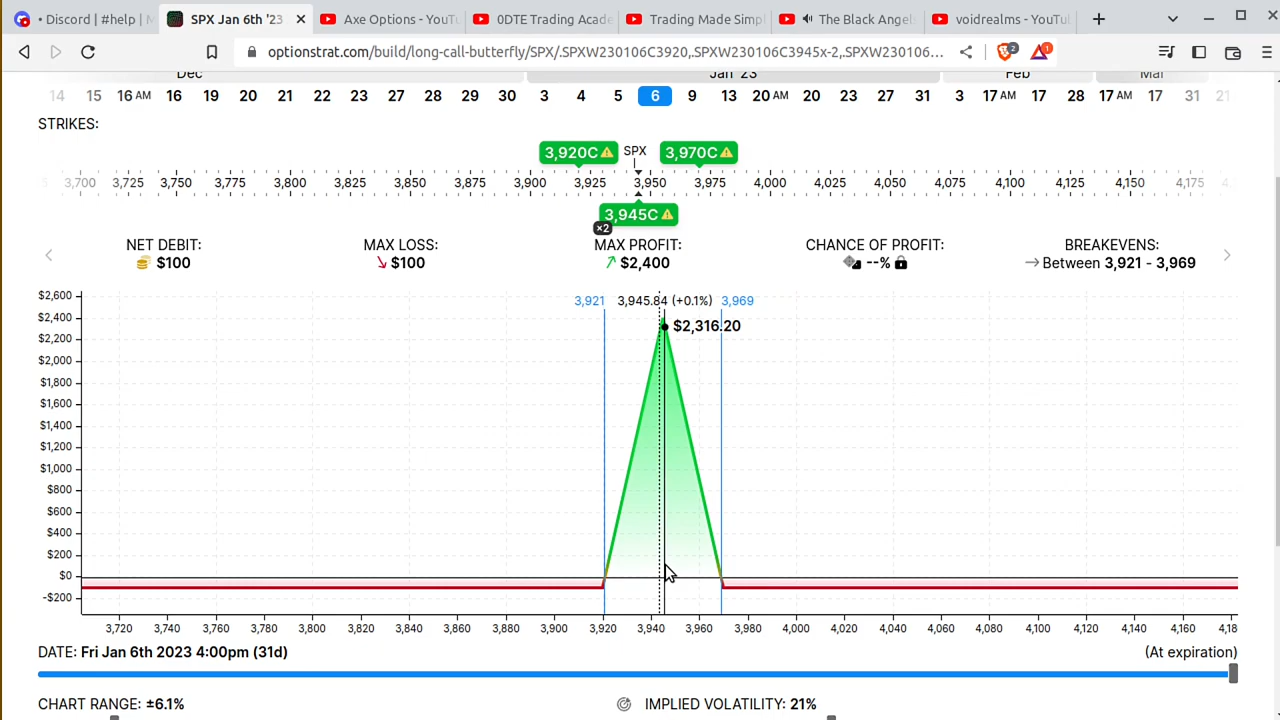 Discord | #help | M
SPX Jan 6th '23
Axe Options - YouTu
0DTE Trading Acade
Trading Made Simpl
The Black Angel
voidrealms - YouTu
optionstrat.com/build/long-call-butterfly/SPX/.SPXW230106C3920,.SPXW230106C3945x-2,.SPXW230106...
2
1
Dec Jan '23 Feb Mar
14 15 16 AM 16 19 20 21 22 23 27 28 29 30 3 4 5 6 9 10 13 20 AM 20 23 27 31 3 17 AM 17 28 17 AM 17 31 21
STRIKES:
3,920C SPX 3,970C
3,700 3,725 3,750 3,775 3,800 3,825 3,850 3,875 3,900 3,925 3,950 3,975 4,000 4,025 4,050 4,075 4,100 4,125 4,150 4,175
3,945C
×2
NET DEBIT: MAX LOSS: MAX PROFIT: CHANCE OF PROFIT: BREAKEVENS:
$100 $100 $2,400 --% Between 3,921 - 3,969
$2,600
3,921 3,945.84 (+0.1%) 3,969
$2,400
$2,316.20
$2,200
$2,000
$1,800
$1,600
$1,400
$1,200
$1,000
$800
$600
$400
$200
$0
-$200
3,720 3,740 3,760 3,780 3,800 3,820 3,840 3,860 3,880 3,900 3,920 3,940 3,960 3,980 4,000 4,020 4,040 4,060 4,080 4,100 4,120 4,140 4,160 4,18
DATE: Fri Jan 6th 2023 4:00pm (31d) (At expiration)
CHART RANGE: ±6.1% IMPLIED VOLATILITY: 21%